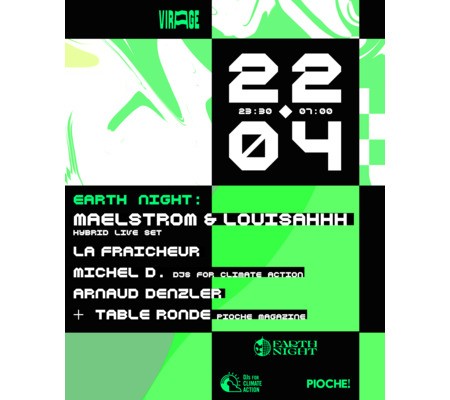 VIRAGE
22
23:30 ◆ 07:00
04
EARTH NIGHT:
MAELSTROM & LOUISAHHH
HYBRID LIVE SET
LA FRAICHEUR
MICHEL D. DJS FOR CLIMATE ACTION
ARNAUD DENZLER
+ TABLE RONDE PIOCHE MAGAZINE
EARTH
NIGHT
DJs FOR
CLIMATE
ACTION
PIOCHE!